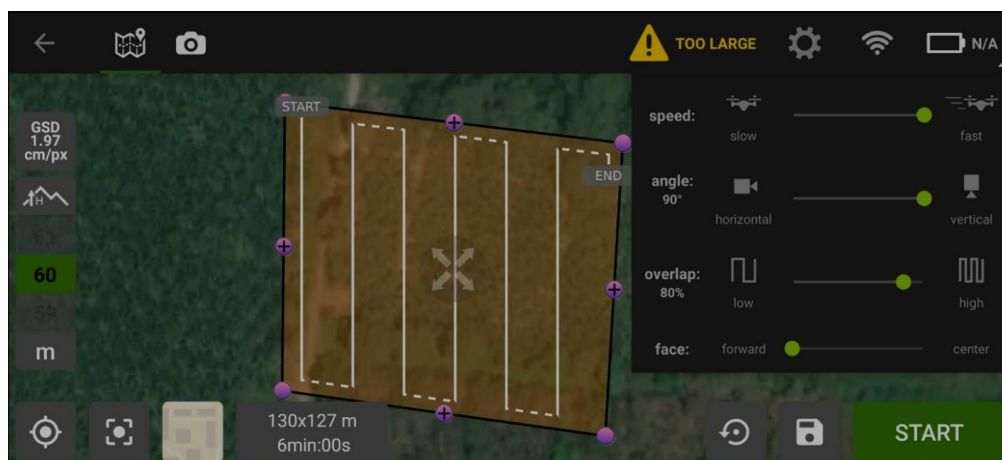 TOO LARGE
N/A
START
END
GSD
1.97
cm/px
H
60
59
m
130x127 m
6min:00s
speed:
slow
fast
angle:
90°
horizontal
vertical
overlap:
80%
low
high
face:
forward
center
START